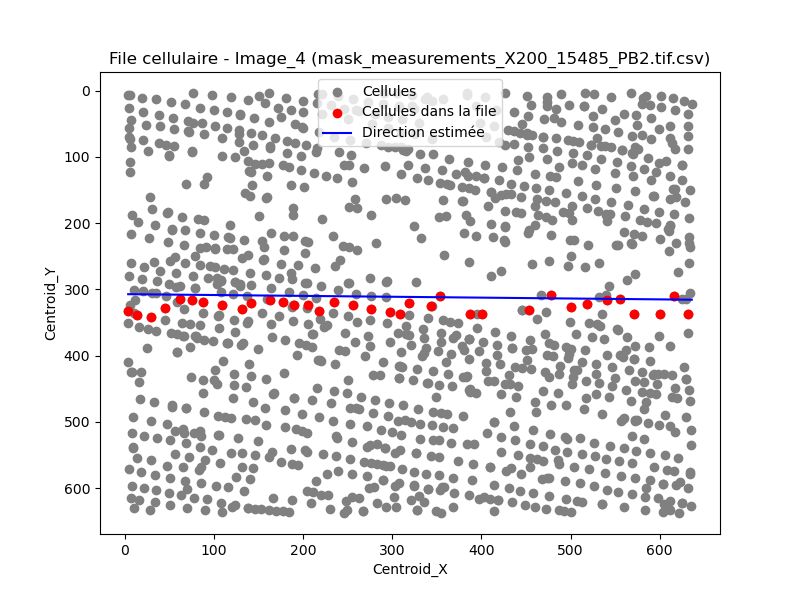 File cellulaire - Image_4 (mask_measurements_X200_15485_PB2.tif.csv)
Cellules
Cellules dans la file
Direction estimée
0
100
200
300
400
500
600
Centroid_Y
0 100 200 300 400 500 600
Centroid_X